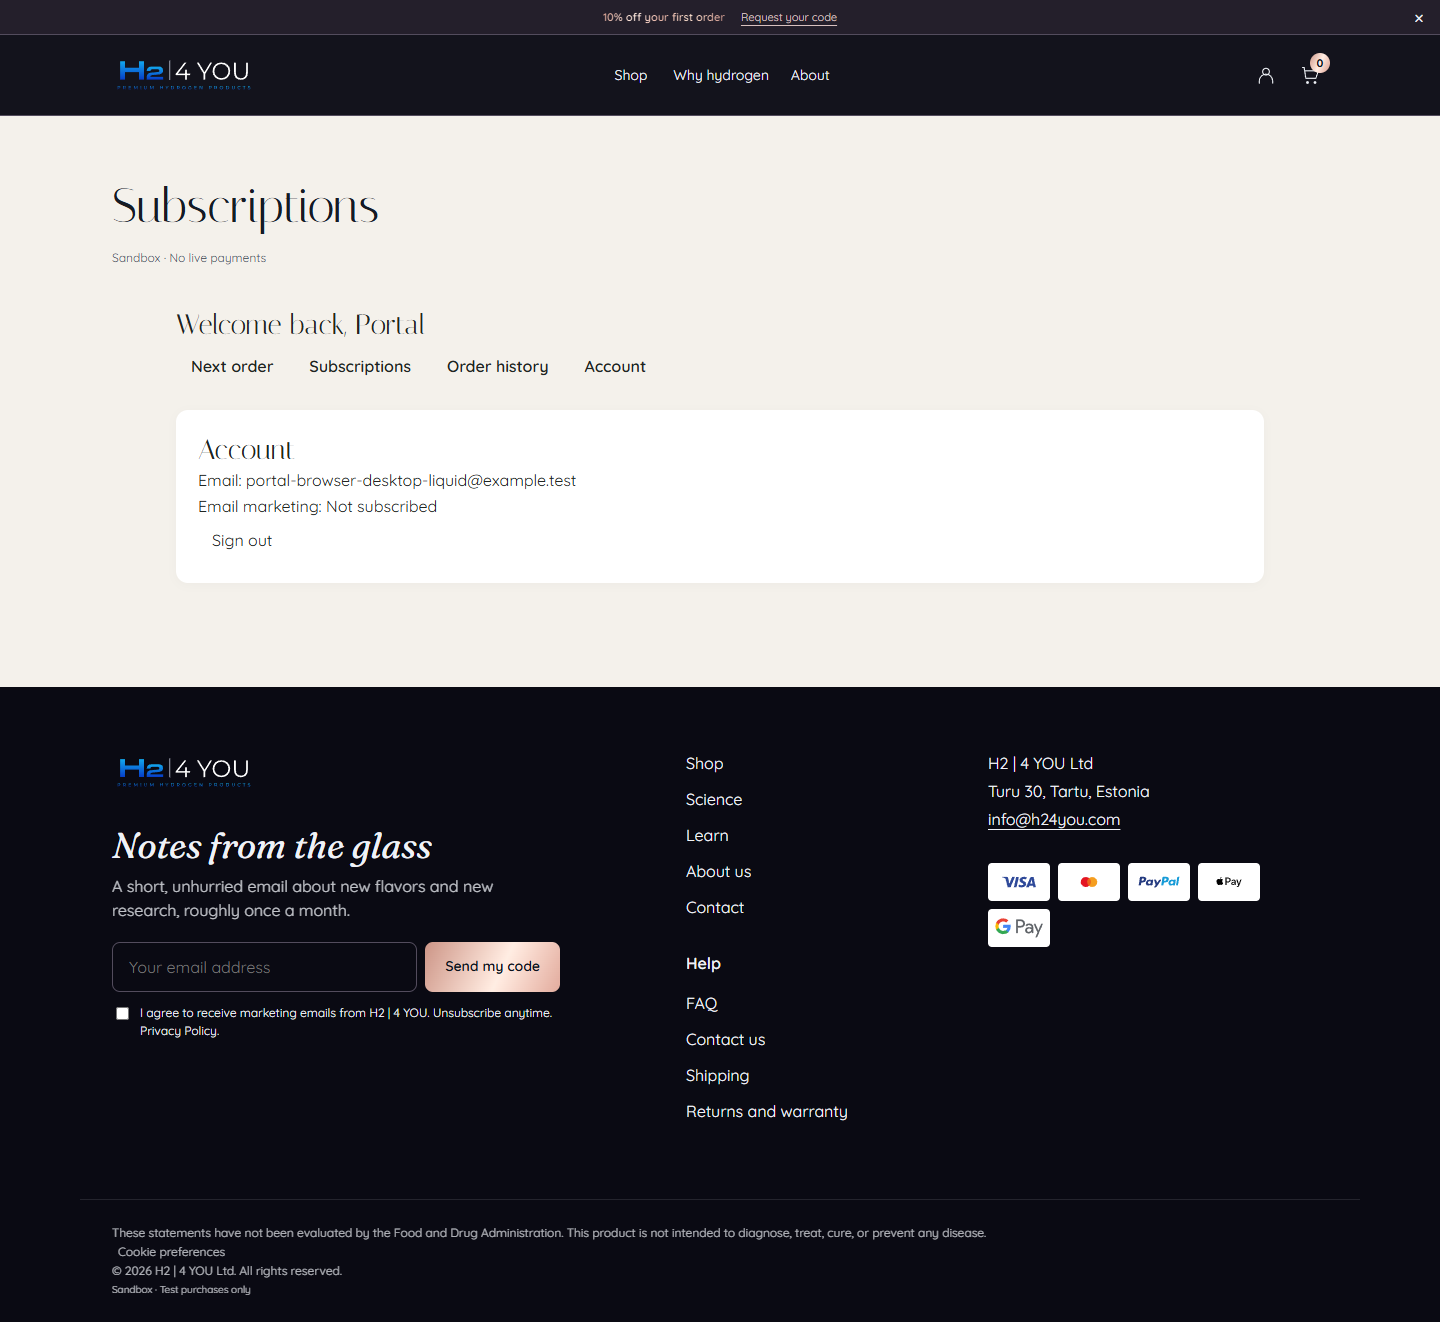 10% off your first order Request your code
H2 | 4 YOU
PREMIUM HYDROGEN PRODUCTS
Shop Why hydrogen About
0
Subscriptions
Sandbox · No live payments
Welcome back, Portal
Next order Subscriptions Order history Account
Account
Email: portal-browser-desktop-liquid@example.test
Email marketing: Not subscribed
Sign out
H2 | 4 YOU
PREMIUM HYDROGEN PRODUCTS
Notes from the glass
A short, unhurried email about new flavors and new
research, roughly once a month.
Your email address Send my code
I agree to receive marketing emails from H2 | 4 YOU. Unsubscribe anytime.
Privacy Policy.
Shop
Science
Learn
About us
Contact
Help
FAQ
Contact us
Shipping
Returns and warranty
H2 | 4 YOU Ltd
Turu 30, Tartu, Estonia
info@h24you.com
VISA PayPal Pay
G Pay
These statements have not been evaluated by the Food and Drug Administration. This product is not intended to diagnose, treat, cure, or prevent any disease.
Cookie preferences
© 2026 H2 | 4 YOU Ltd. All rights reserved.
Sandbox · Test purchases only